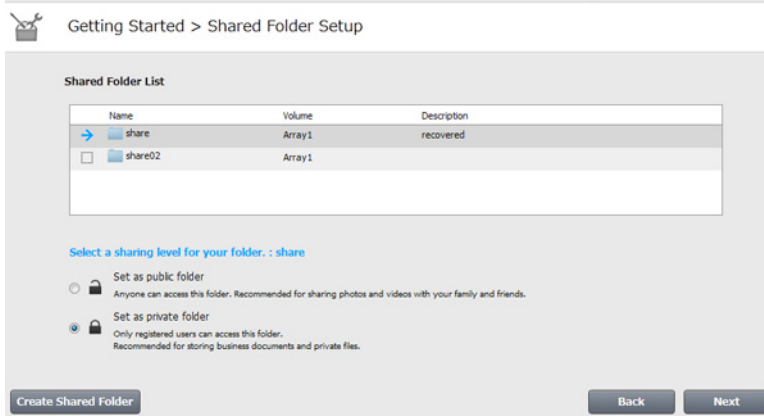 Getting Started > Shared Folder Setup
Shared Folder List
Name Volume Description
share Array1 recovered
share02 Array1
Select a sharing level for your folder. : share
Set as public folder
Anyone can access this folder. Recommended for sharing photos and videos with your family and friends.
Set as private folder
Only registered users can access this folder.
Recommended for storing business documents and private files.
Create Shared Folder Back Next